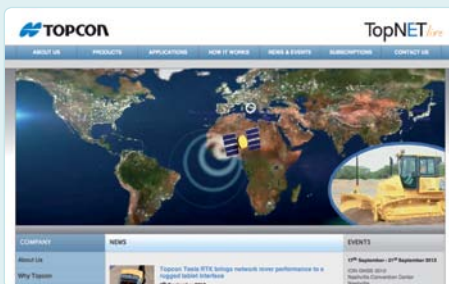 TOPCON
TopNET live
ABOUT US PRODUCTS APPLICATIONS HOW IT WORKS NEWS & EVENTS SUBSCRIPTIONS CONTACT US
COMPANY
About Us
Why Topcon
NEWS
Topcon Tesla RTK brings network rover performance to a
rugged tablet interface
EVENTS
17th September - 21st September 2012
ION GNSS 2012
Nashville Convention Center